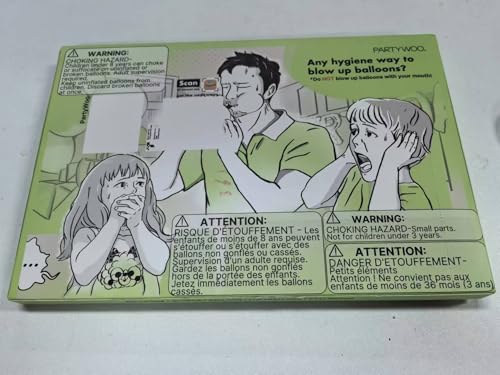 WARNING:
CHOKING HAZARD-
Children under 8 years can choke
or suffocate on uninflated or
broken balloons. Adult supervision
required.
Keep uninflated balloons from
children. Discard broken balloons
at once.
PartyWoo
Scan
PARTYWOO.
Any hygiene way to
blow up balloons?
*Do NOT blow up balloons with your mouth!
ATTENTION:
RISQUE D'ÉTOUFFEMENT - Les
enfants de moins de 8 ans peuvent
s'étouffer ou s'étouffer avec des
ballons non gonflés ou cassés.
Supervision d'un adulte requise.
Gardez les ballons non gonflés
hors de la portée des enfants.
Jetez immédiatement les ballons
cassés.
WARNING:
CHOKING HAZARD-Small parts.
Not for children under 3 years.
ATTENTION:
DANGER D'ÉTOUFFEMENT-
Petits éléments
Attention ! Ne convient pas aux
enfants de moins de 36 mois (3 ans)